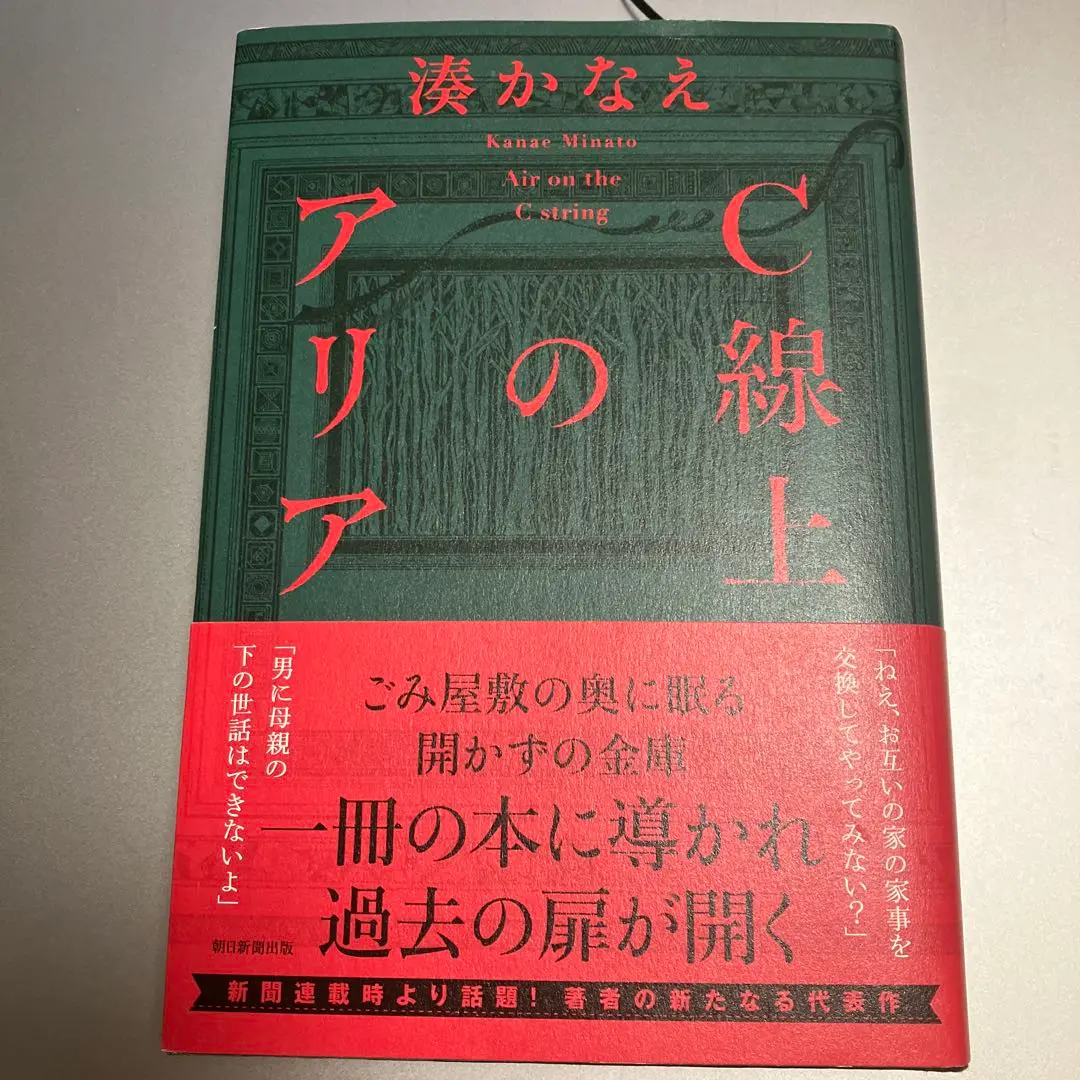 湊かなえ
Kanae Minato
Air on the
C string
C線上
の
アリア
「ねえ、お互いの家の家事を
交換してやってみない?」
ごみ屋敷の奥に眠る
開かずの金庫
一冊の本に導かれ
過去の扉が開く
「男に母親の
下の世話はできないよ」
朝日新聞出版
新聞連載時より話題!著者の新たなる代表作